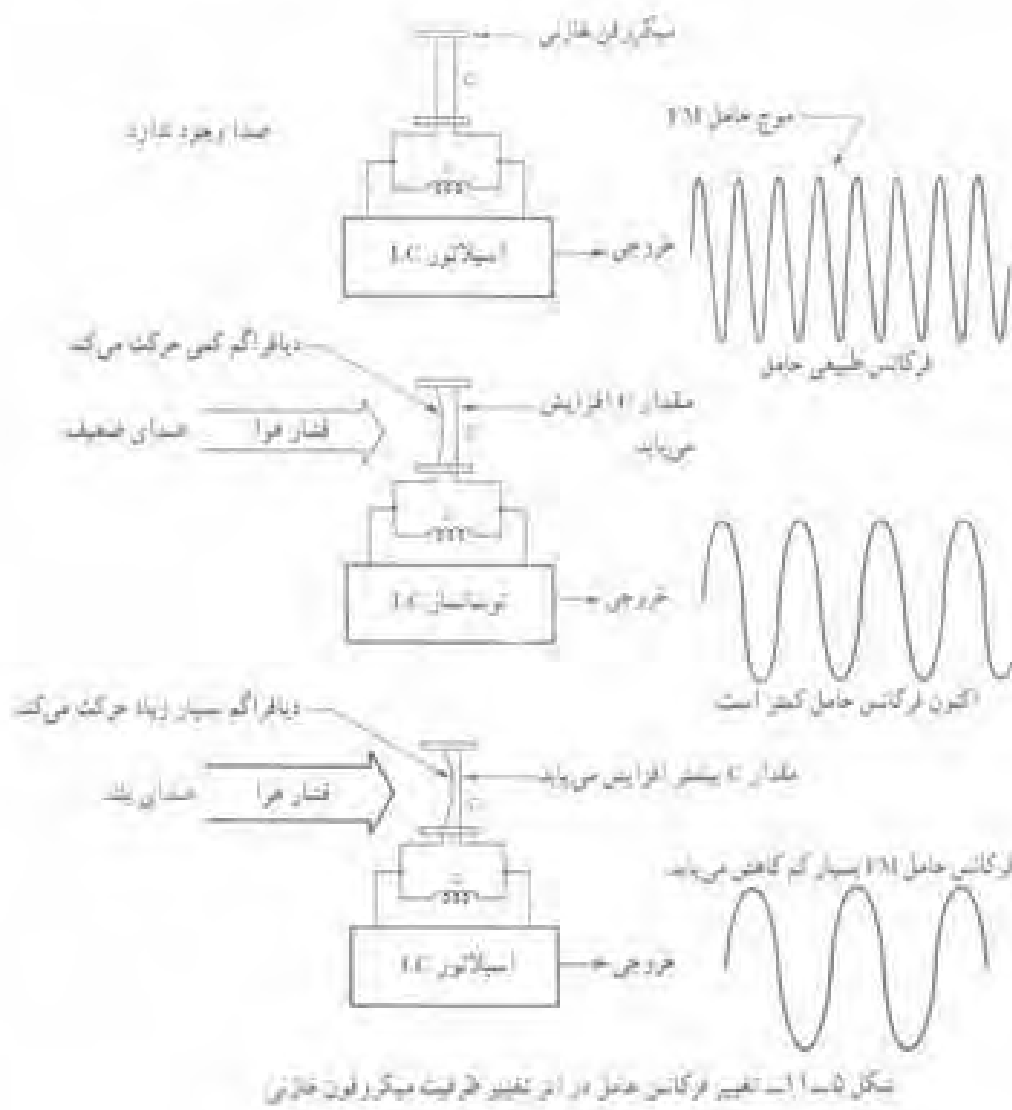 میکروفن خازنی
C
صدا وجود ندارد
موج حامل FM
L
اسیلاتور LC
خروجی
فرکانس طبیعی حامل
دیافراگم کمی حرکت می‌کند
مقدار C افزایش
می‌یابد
صدای ضعیف
فشار هوا
C
L
نوسانساز LC
خروجی
اکنون فرکانس حامل کمتر است
دیافراگم بسیار زیاد حرکت می‌کند
مقدار C بیشتر افزایش می‌یابد
صدای بلند
فشار هوا
C
L
فرکانس حامل FM بسیار کم کاهش می‌یابد
اسیلاتور LC
خروجی
شکل ۵ــ۱۱ــ تغییر فرکانس حامل در اثر تغییر ظرفیت میکروفون خازنی